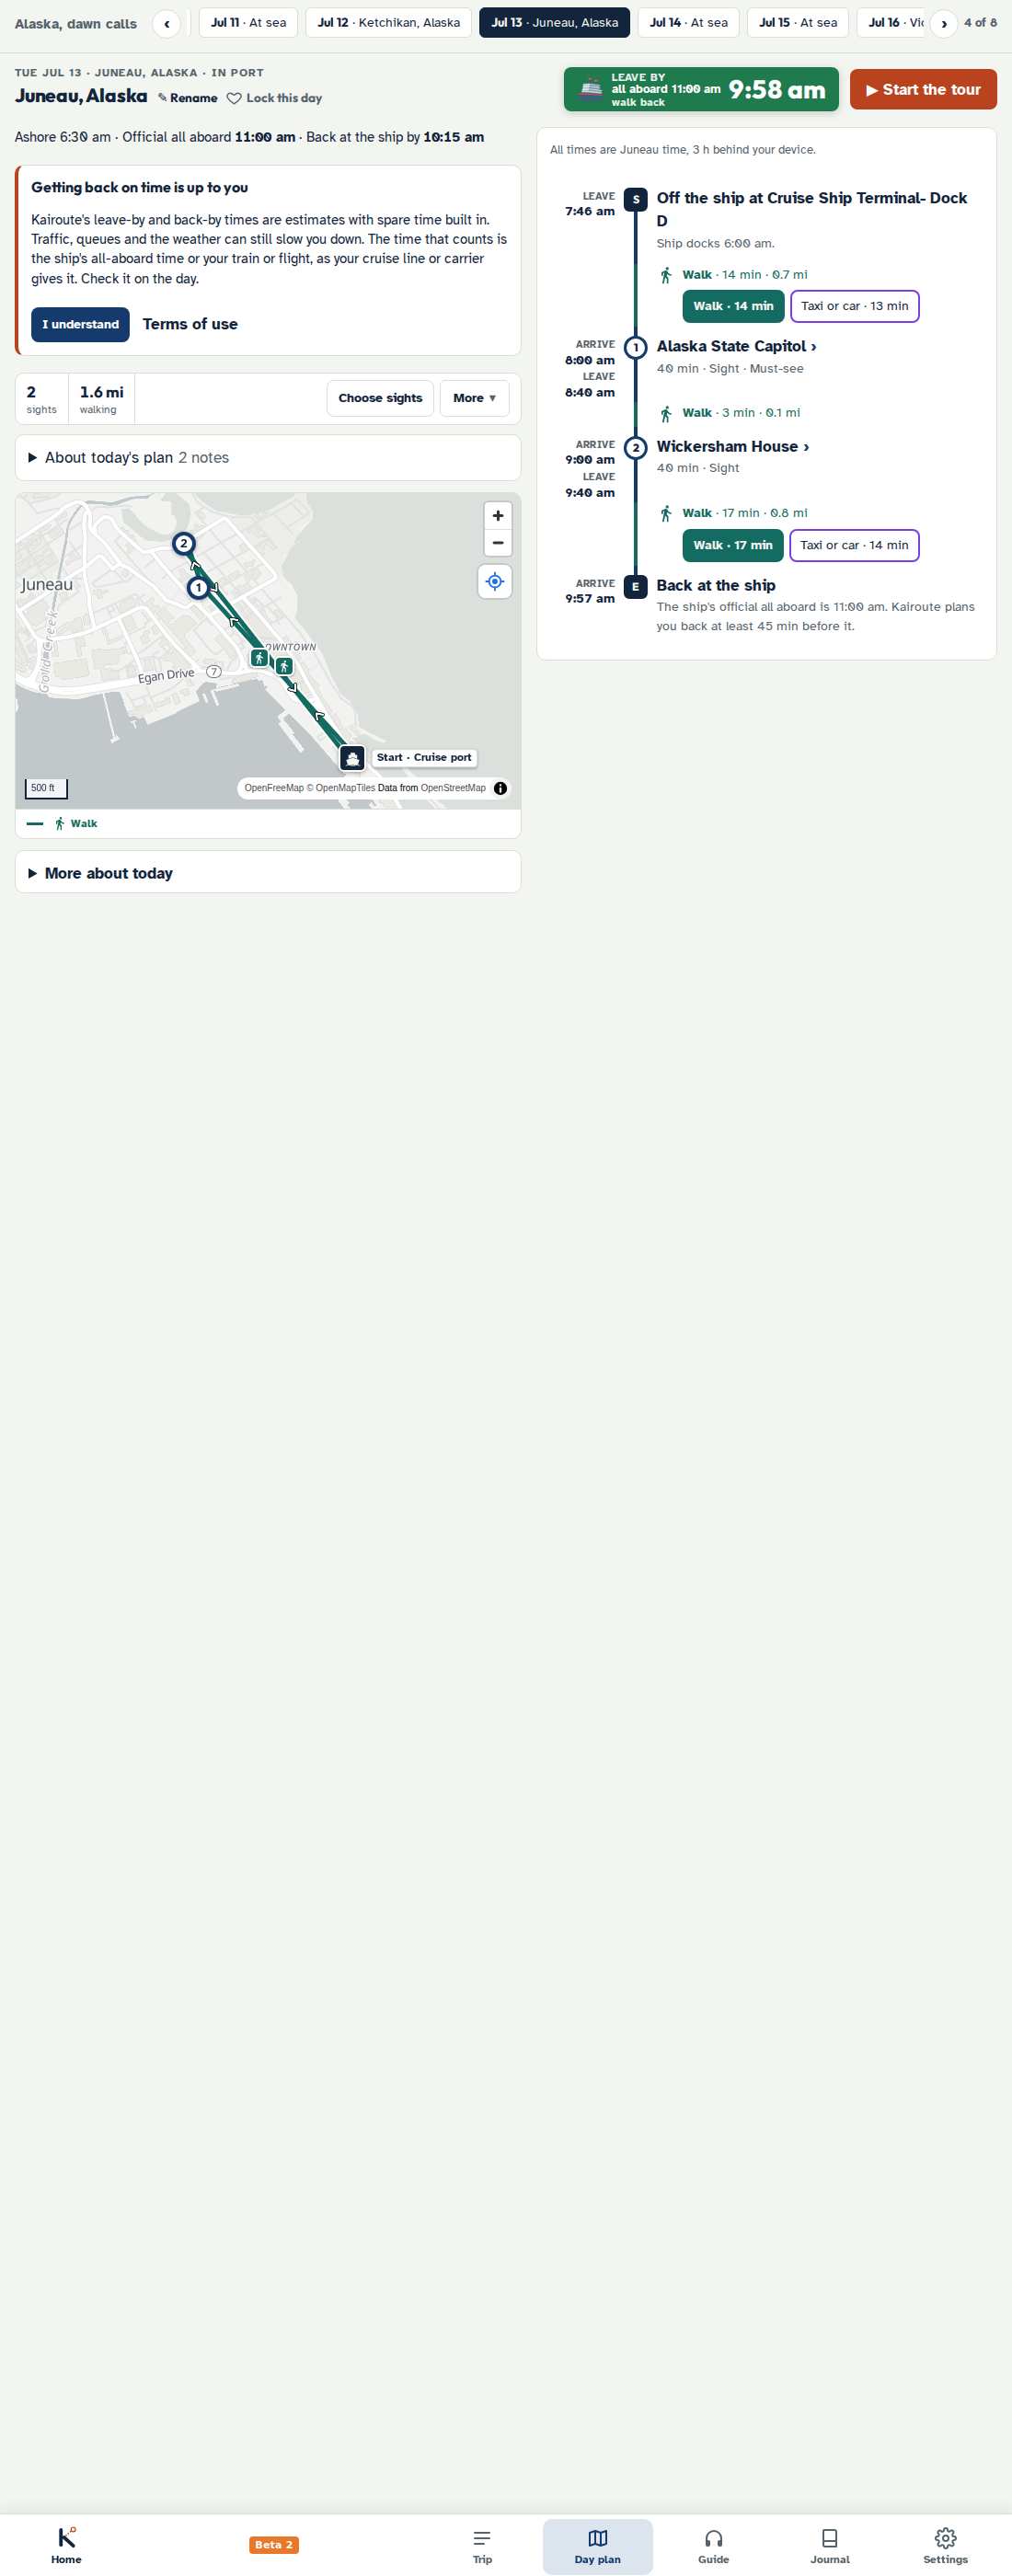 Alaska, dawn calls
‹
Jul 11 · At sea
Jul 12 · Ketchikan, Alaska
Jul 13 · Juneau, Alaska
Jul 14 · At sea
Jul 15 · At sea
Jul 16 · Vic
›
4 of 8
TUE JUL 13 · JUNEAU, ALASKA · IN PORT
Juneau, Alaska
✎ Rename
Lock this day
LEAVE BY
all aboard 11:00 am
walk back
9:58 am
▶ Start the tour
Ashore 6:30 am · Official all aboard 11:00 am · Back at the ship by 10:15 am
Getting back on time is up to you
Kairoute's leave-by and back-by times are estimates with spare time built in.
Traffic, queues and the weather can still slow you down. The time that counts is
the ship's all-aboard time or your train or flight, as your cruise line or carrier
gives it. Check it on the day.
I understand
Terms of use
2
sights
1.6 mi
walking
Choose sights
More ▼
▶ About today's plan 2 notes
2
1
Juneau
Gold Creek
OWNTOWN
Egan Drive
7
Start · Cruise port
500 ft
OpenFreeMap © OpenMapTiles Data from OpenStreetMap
+
−
Walk
▶ More about today
All times are Juneau time, 3 h behind your device.
LEAVE
7:46 am
S
Off the ship at Cruise Ship Terminal- Dock
D
Ship docks 6:00 am.
Walk · 14 min · 0.7 mi
Walk · 14 min
Taxi or car · 13 min
ARRIVE
8:00 am
LEAVE
8:40 am
1
Alaska State Capitol ›
40 min · Sight · Must-see
Walk · 3 min · 0.1 mi
ARRIVE
9:00 am
LEAVE
9:40 am
2
Wickersham House ›
40 min · Sight
Walk · 17 min · 0.8 mi
Walk · 17 min
Taxi or car · 14 min
ARRIVE
9:57 am
E
Back at the ship
The ship's official all aboard is 11:00 am. Kairoute plans
you back at least 45 min before it.
Home
Beta 2
Trip
Day plan
Guide
Journal
Settings